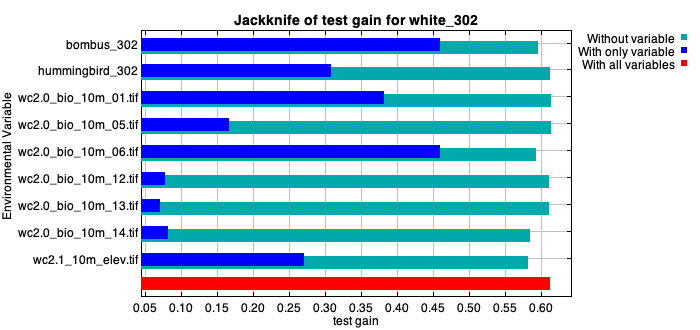 Jackknife of test gain for white_302
Without variable
With only variable
With all variables
Environmental Variable
bombus_302
hummingbird_302
wc2.0_bio_10m_01.tif
wc2.0_bio_10m_05.tif
wc2.0_bio_10m_06.tif
wc2.0_bio_10m_12.tif
wc2.0_bio_10m_13.tif
wc2.0_bio_10m_14.tif
wc2.1_10m_elev.tif
0.05 0.10 0.15 0.20 0.25 0.30 0.35 0.40 0.45 0.50 0.55 0.60
test gain